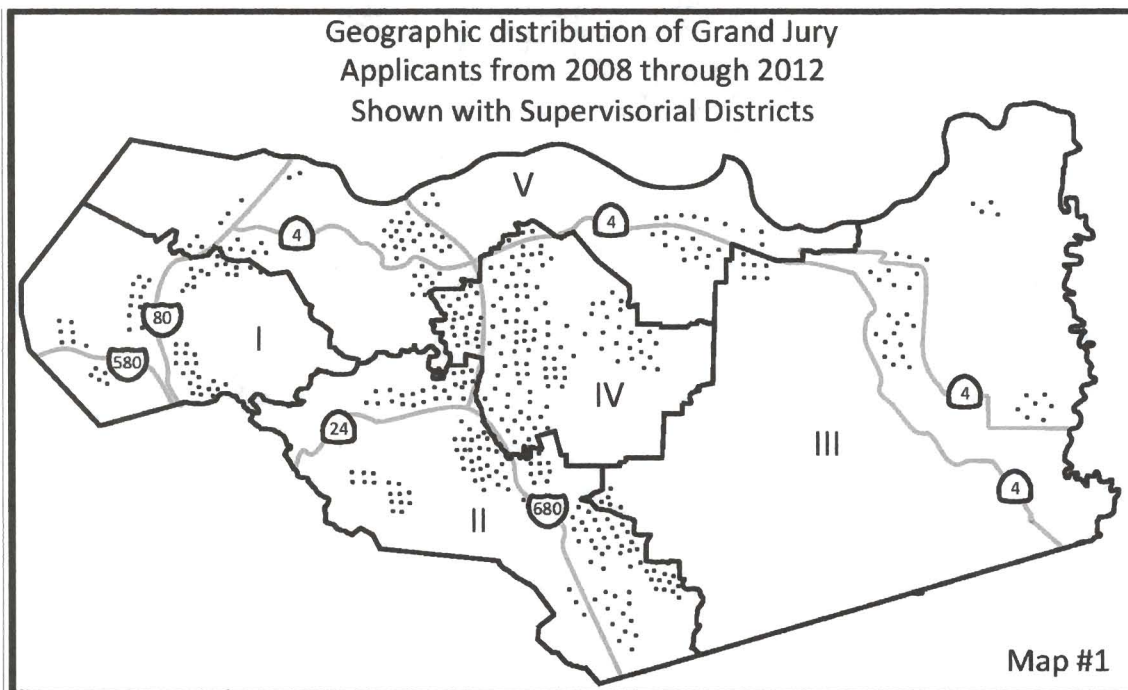 Geographic distribution of Grand Jury
Applicants from 2008 through 2012
Shown with Supervisorial Districts
V
4
4
80
I
580
IV
24
4
III
4
II
680
Map #1